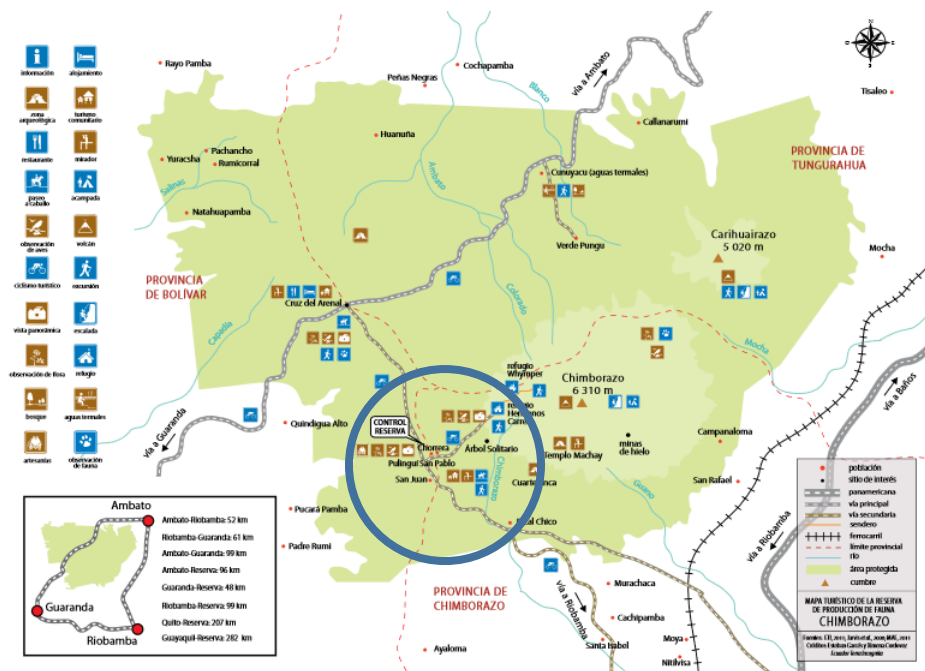 información
alojamiento
zona
arqueológica
turismo
comunitario
restaurante
mirador
paseo
a caballo
acampada
observación
de aves
volcán
ciclismo turístico
excursión
vista panorámica
escalada
observación de flora
refugio
bosque
aguas termales
artesanías
observación
de fauna
N
Rayo Pamba
Cochapamba
Peñas Negras
vía a Ambato
Blanco
Tisaleo
Callanarumi
Huanuña
PROVINCIA DE
TUNGURAHUA
Yuracsha
Pachancho
Rumicorral
Salinas
Ambato
Cunuyacu (aguas termales)
Natahuapamba
Verde Pungu
Carihuairazo
5 020 m
Mocha
PROVINCIA
DE BOLÍVAR
Cruz del Arenal
Capadia
Colorado
Mocha
refugio
Whymper
Chimborazo
6 310 m
refugio
Hermanos
vía a Baños
vía a Guaranda
Quindigua Alto
CONTROL
RESERVA
Chorrera
Pulinguí San Pablo
San Juan
Árbol Solitario
Templo Machay
minas
de hielo
Campanaloma
Chimborazo
Guano
San Rafael
Pucará Pamba
Chico
Padre Rumi
vía a Riobamba
PROVINCIA DE
CHIMBORAZO
vía a Riobamba
Murachaca
Cachipamba
Santa Isabel
Moya
Nitilvisa
Ayaloma
Ambato
Guaranda
Riobamba
Ambato-Riobamba: 52 km
Riobamba-Guaranda: 61 km
Ambato-Guaranda: 99 km
Ambato-Reserva: 96 km
Guaranda-Reserva: 48 km
Riobamba-Reserva: 99 km
Quito-Reserva: 207 km
Guayaquil-Reserva: 282 km
población
sitio de interés
panamericana
vía principal
vía secundaria
sendero
ferrocarril
límite provincial
río
área protegida
cumbre
MAPA TURÍSTICO DE LA RESERVA
DE PRODUCCIÓN DE FAUNA
CHIMBORAZO